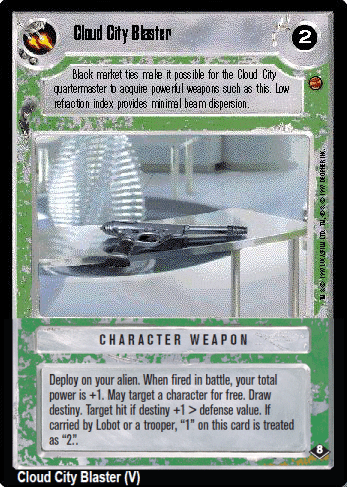 Cloud City Blaster
2
Black market ties make it possible for the Cloud City
quartermaster to acquire powerful weapons such as this. Low
refraction index provides minimal beam dispersion.
CHARACTER WEAPON
Deploy on your alien. When fired in battle, your total
power is +1. May target a character for free. Draw
destiny. Target hit if destiny +1 > defense value. If
carried by Lobot or a trooper, “1” on this card is treated
as “2.”.
8
Cloud City Blaster (V)